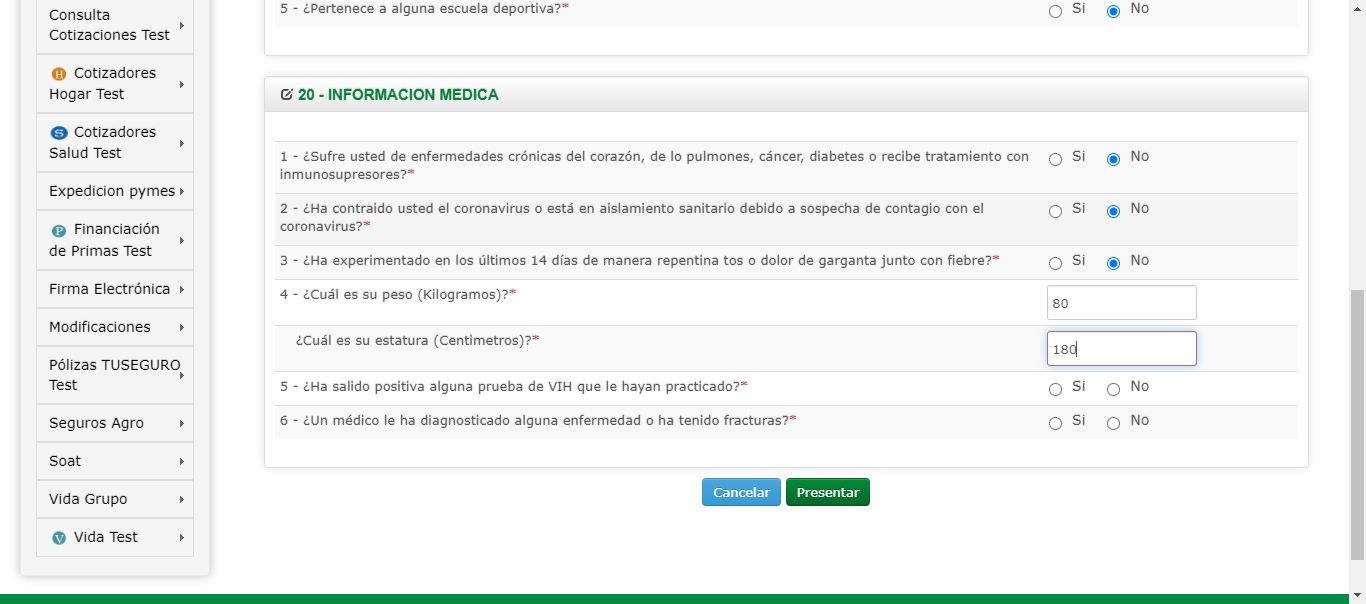 Consulta
Cotizaciones Test
Cotizadores
Hogar Test
Cotizadores
Salud Test
Expedicion pymes
Financiación
de Primas Test
Firma Electrónica
Modificaciones
Pólizas TUSEGURO
Test
Seguros Agro
Soat
Vida Grupo
Vida Test
5 - ¿Pertenece a alguna escuela deportiva?* Si No
20 - INFORMACION MEDICA
1 - ¿Sufre usted de enfermedades crónicas del corazón, de lo pulmones, cáncer, diabetes o recibe tratamiento con
inmunosupresores?* Si No
2 - ¿Ha contraido usted el coronavirus o está en aislamiento sanitario debido a sospecha de contagio con el
coronavirus?* Si No
3 - ¿Ha experimentado en los últimos 14 días de manera repentina tos o dolor de garganta junto con fiebre?* Si No
4 - ¿Cuál es su peso (Kilogramos)?* 80
¿Cuál es su estatura (Centimetros)?* 180
5 - ¿Ha salido positiva alguna prueba de VIH que le hayan practicado?* Si No
6 - ¿Un médico le ha diagnosticado alguna enfermedad o ha tenido fracturas?* Si No
Cancelar Presentar